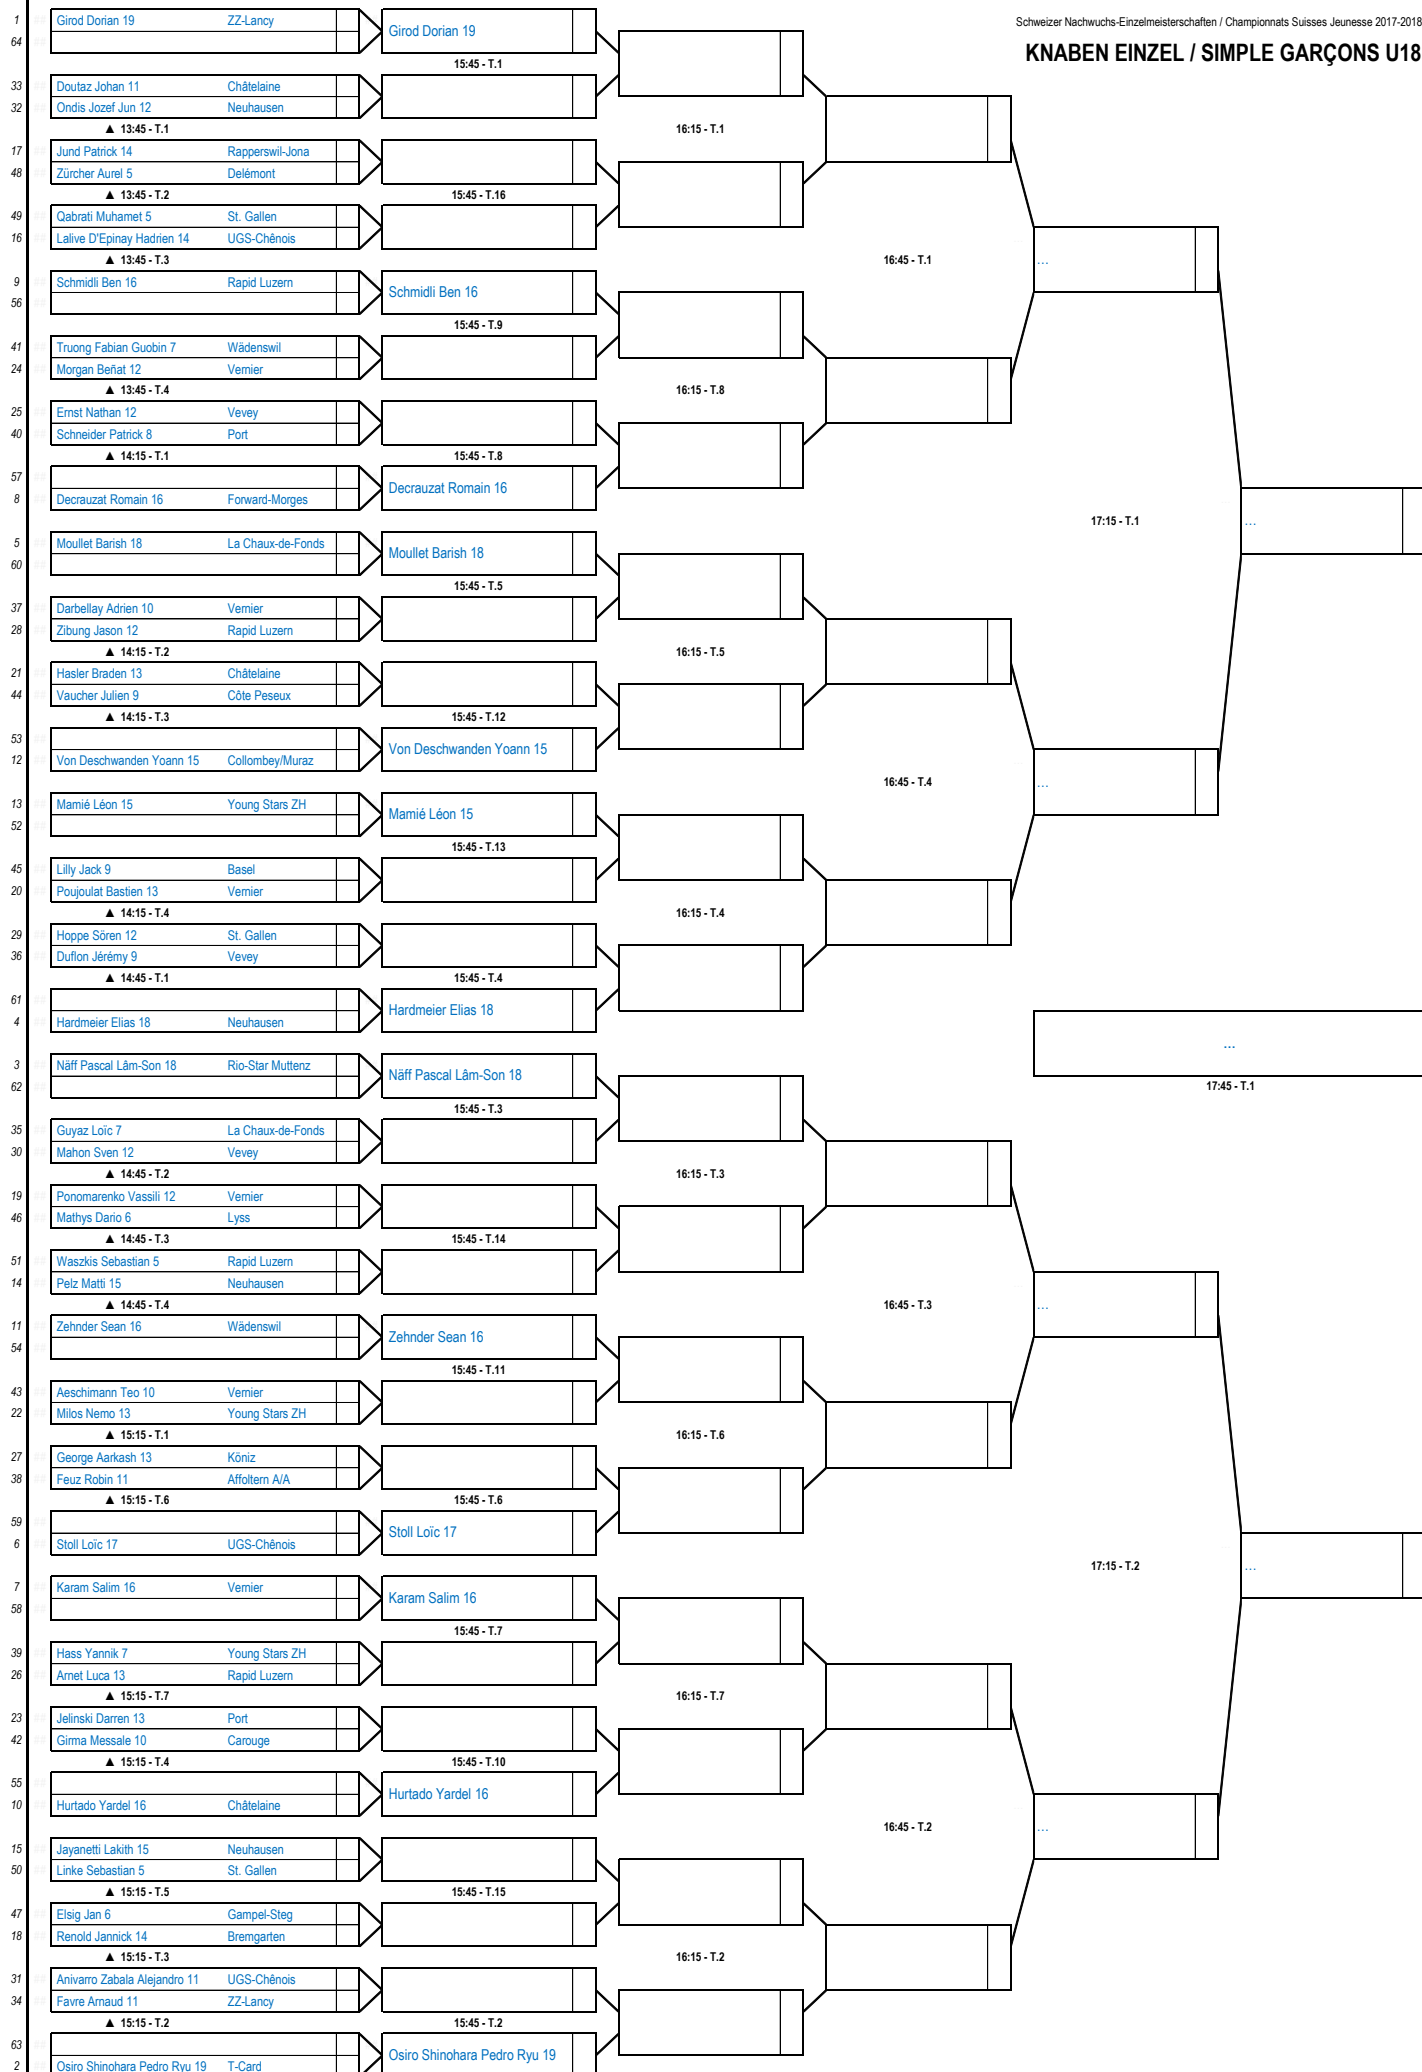 Schweizer Nachwuchs-Einzelmeisterschaften / Championnats Suisses Jeunesse 2017-2018
KNABEN EINZEL / SIMPLE GARÇONS U18
1 Girod Dorian 19 ZZ-Lancy
64
Girod Dorian 19
15:45 - T.1
33 Doutaz Johan 11 Châtelaine
32 Ondis Jozef Jun 12 Neuhausen
▲ 13:45 - T.1
16:15 - T.1
17 Jund Patrick 14 Rapperswil-Jona
48 Zürcher Aurel 5 Delémont
▲ 13:45 - T.2
15:45 - T.16
49 Qabrati Muhamet 5 St. Gallen
16 Lalive D'Epinay Hadrien 14 UGS-Chênois
▲ 13:45 - T.3
16:45 - T.1
...
9 Schmidli Ben 16 Rapid Luzern
56
Schmidli Ben 16
15:45 - T.9
41 Truong Fabian Guobin 7 Wädenswil
24 Morgan Beñat 12 Vernier
▲ 13:45 - T.4
16:15 - T.8
25 Ernst Nathan 12 Vevey
40 Schneider Patrick 8 Port
▲ 14:15 - T.1
15:45 - T.8
57
8 Decrauzat Romain 16 Forward-Morges
Decrauzat Romain 16
17:15 - T.1
...
5 Moullet Barish 18 La Chaux-de-Fonds
60
Moullet Barish 18
15:45 - T.5
37 Darbellay Adrien 10 Vernier
28 Zibung Jason 12 Rapid Luzern
▲ 14:15 - T.2
16:15 - T.5
21 Hasler Braden 13 Châtelaine
44 Vaucher Julien 9 Côte Peseux
▲ 14:15 - T.3
15:45 - T.12
53
12 Von Deschwanden Yoann 15 Collombey/Muraz
Von Deschwanden Yoann 15
16:45 - T.4
...
13 Mamié Léon 15 Young Stars ZH
52
Mamié Léon 15
15:45 - T.13
45 Lilly Jack 9 Basel
20 Poujoulat Bastien 13 Vernier
▲ 14:15 - T.4
16:15 - T.4
29 Hoppe Sören 12 St. Gallen
36 Duflon Jérémy 9 Vevey
▲ 14:45 - T.1
15:45 - T.4
61
4 Hardmeier Elias 18 Neuhausen
Hardmeier Elias 18
...
17:45 - T.1
3 Näff Pascal Lâm-Son 18 Rio-Star Muttenz
62
Näff Pascal Lâm-Son 18
15:45 - T.3
35 Guyaz Loïc 7 La Chaux-de-Fonds
30 Mahon Sven 12 Vevey
▲ 14:45 - T.2
16:15 - T.3
19 Ponomarenko Vassili 12 Vernier
46 Mathys Dario 6 Lyss
▲ 14:45 - T.3
15:45 - T.14
51 Waszkis Sebastian 5 Rapid Luzern
14 Pelz Matti 15 Neuhausen
▲ 14:45 - T.4
16:45 - T.3
...
11 Zehnder Sean 16 Wädenswil
54
Zehnder Sean 16
15:45 - T.11
43 Aeschimann Teo 10 Vernier
22 Milos Nemo 13 Young Stars ZH
▲ 15:15 - T.1
16:15 - T.6
27 George Aarkash 13 Köniz
38 Feuz Robin 11 Affoltern A/A
▲ 15:15 - T.6
15:45 - T.6
59
6 Stoll Loïc 17 UGS-Chênois
Stoll Loïc 17
17:15 - T.2
...
7 Karam Salim 16 Vernier
58
Karam Salim 16
15:45 - T.7
39 Hass Yannik 7 Young Stars ZH
26 Arnet Luca 13 Rapid Luzern
▲ 15:15 - T.7
16:15 - T.7
23 Jelinski Darren 13 Port
42 Girma Messale 10 Carouge
▲ 15:15 - T.4
15:45 - T.10
55
10 Hurtado Yardel 16 Châtelaine
Hurtado Yardel 16
16:45 - T.2
...
15 Jayanetti Lakith 15 Neuhausen
50 Linke Sebastian 5 St. Gallen
▲ 15:15 - T.5
15:45 - T.15
47 Elsig Jan 6 Gampel-Steg
18 Renold Jannick 14 Bremgarten
▲ 15:15 - T.3
16:15 - T.2
31 Anivarro Zabala Alejandro 11 UGS-Chênois
34 Favre Arnaud 11 ZZ-Lancy
▲ 15:15 - T.2
15:45 - T.2
63
2 Osiro Shinohara Pedro Ryu 19 T-Card
Osiro Shinohara Pedro Ryu 19